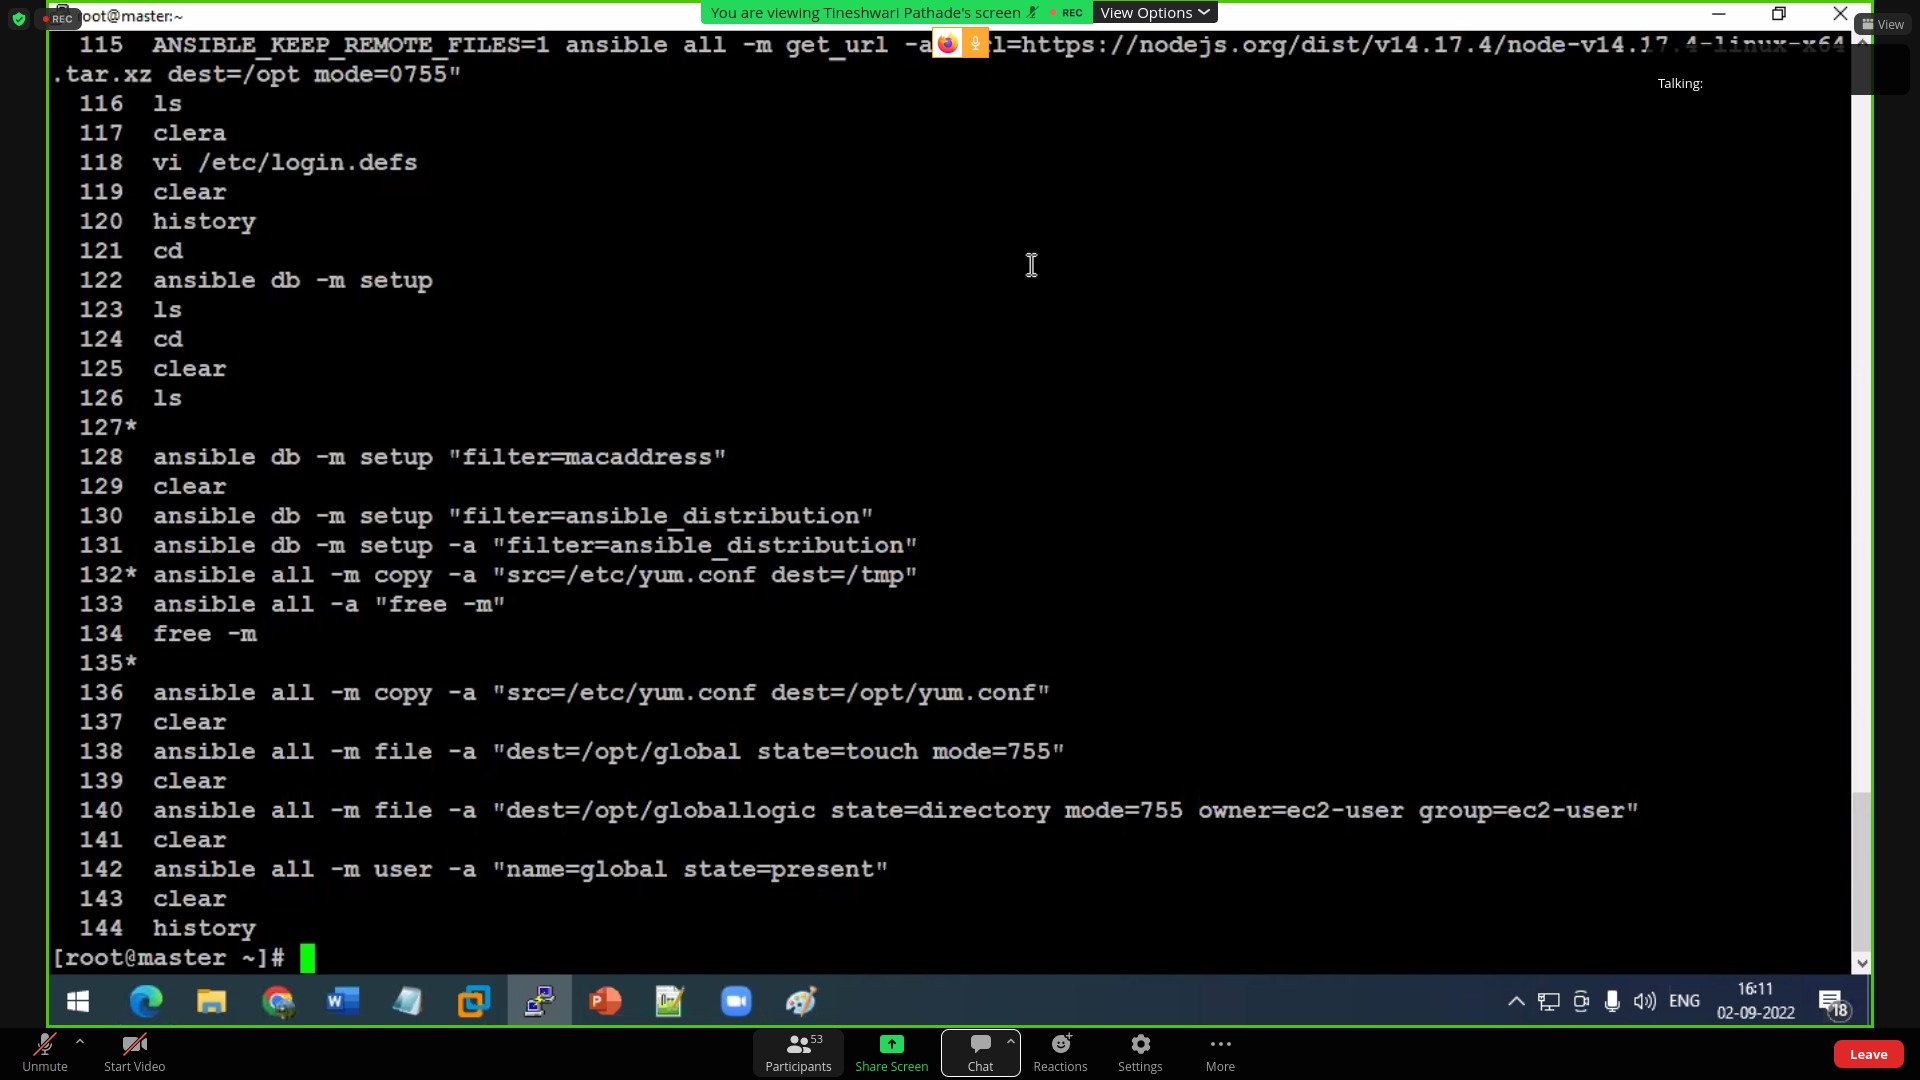 root@master:~
REC
You are viewing Tineshwari Pathade's screen
REC
View Options
View
115 ANSIBLE_KEEP_REMOTE_FILES=1 ansible all -m get_url -a rl=https://nodejs.org/dist/v14.17.4/node-v14.17.4-linux-x64
.tar.xz dest=/opt mode=0755"
Talking:
116 ls
117 clera
118 vi /etc/login.defs
119 clear
120 history
121 cd
122 ansible db -m setup
123 ls
124 cd
125 clear
126 ls
127*
128 ansible db -m setup "filter=macaddress"
129 clear
130 ansible db -m setup "filter=ansible_distribution"
131 ansible db -m setup -a "filter=ansible_distribution"
132* ansible all -m copy -a "src=/etc/yum.conf dest=/tmp"
133 ansible all -a "free -m"
134 free -m
135*
136 ansible all -m copy -a "src=/etc/yum.conf dest=/opt/yum.conf"
137 clear
138 ansible all -m file -a "dest=/opt/global state=touch mode=755"
139 clear
140 ansible all -m file -a "dest=/opt/globallogic state=directory mode=755 owner=ec2-user group=ec2-user"
141 clear
142 ansible all -m user -a "name=global state=present"
143 clear
144 history
[root@master ~]#
ENG
16:11
02-09-2022
18
Unmute
Start Video
53
Participants
Share Screen
Chat
Reactions
Settings
More
Leave